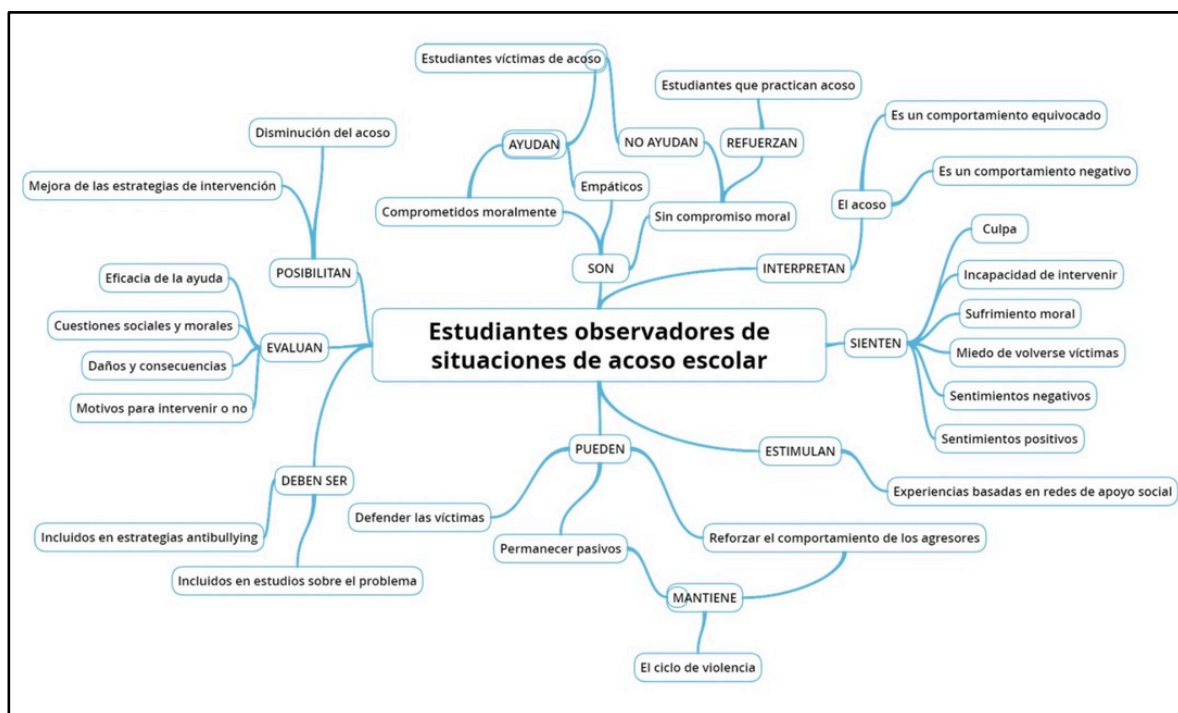 Estudiantes víctimas de acoso
Estudiantes que practican acoso
Disminución del acoso
Es un comportamiento equivocado
AYUDAN
NO AYUDAN
REFUERZAN
Mejora de las estrategias de intervención
Empáticos
Es un comportamiento negativo
Comprometidos moralmente
Sin compromiso moral
El acoso
Culpa
POSIBILITAN
SON
INTERPRETAN
Eficacia de la ayuda
Incapacidad de intervenir
Cuestiones sociales y morales
Sufrimiento moral
Estudiantes observadores de
situaciones de acoso escolar
EVALUAN
SIENTEN
Daños y consecuencias
Miedo de volverse víctimas
Motivos para intervenir o no
Sentimientos negativos
Sentimientos positivos
PUEDEN
ESTIMULAN
DEBEN SER
Experiencias basadas en redes de apoyo social
Defender las víctimas
Incluidos en estrategias antibullying
Permanecer pasivos
Reforzar el comportamiento de los agresores
Incluidos en estudios sobre el problema
MANTIENE
El ciclo de violencia